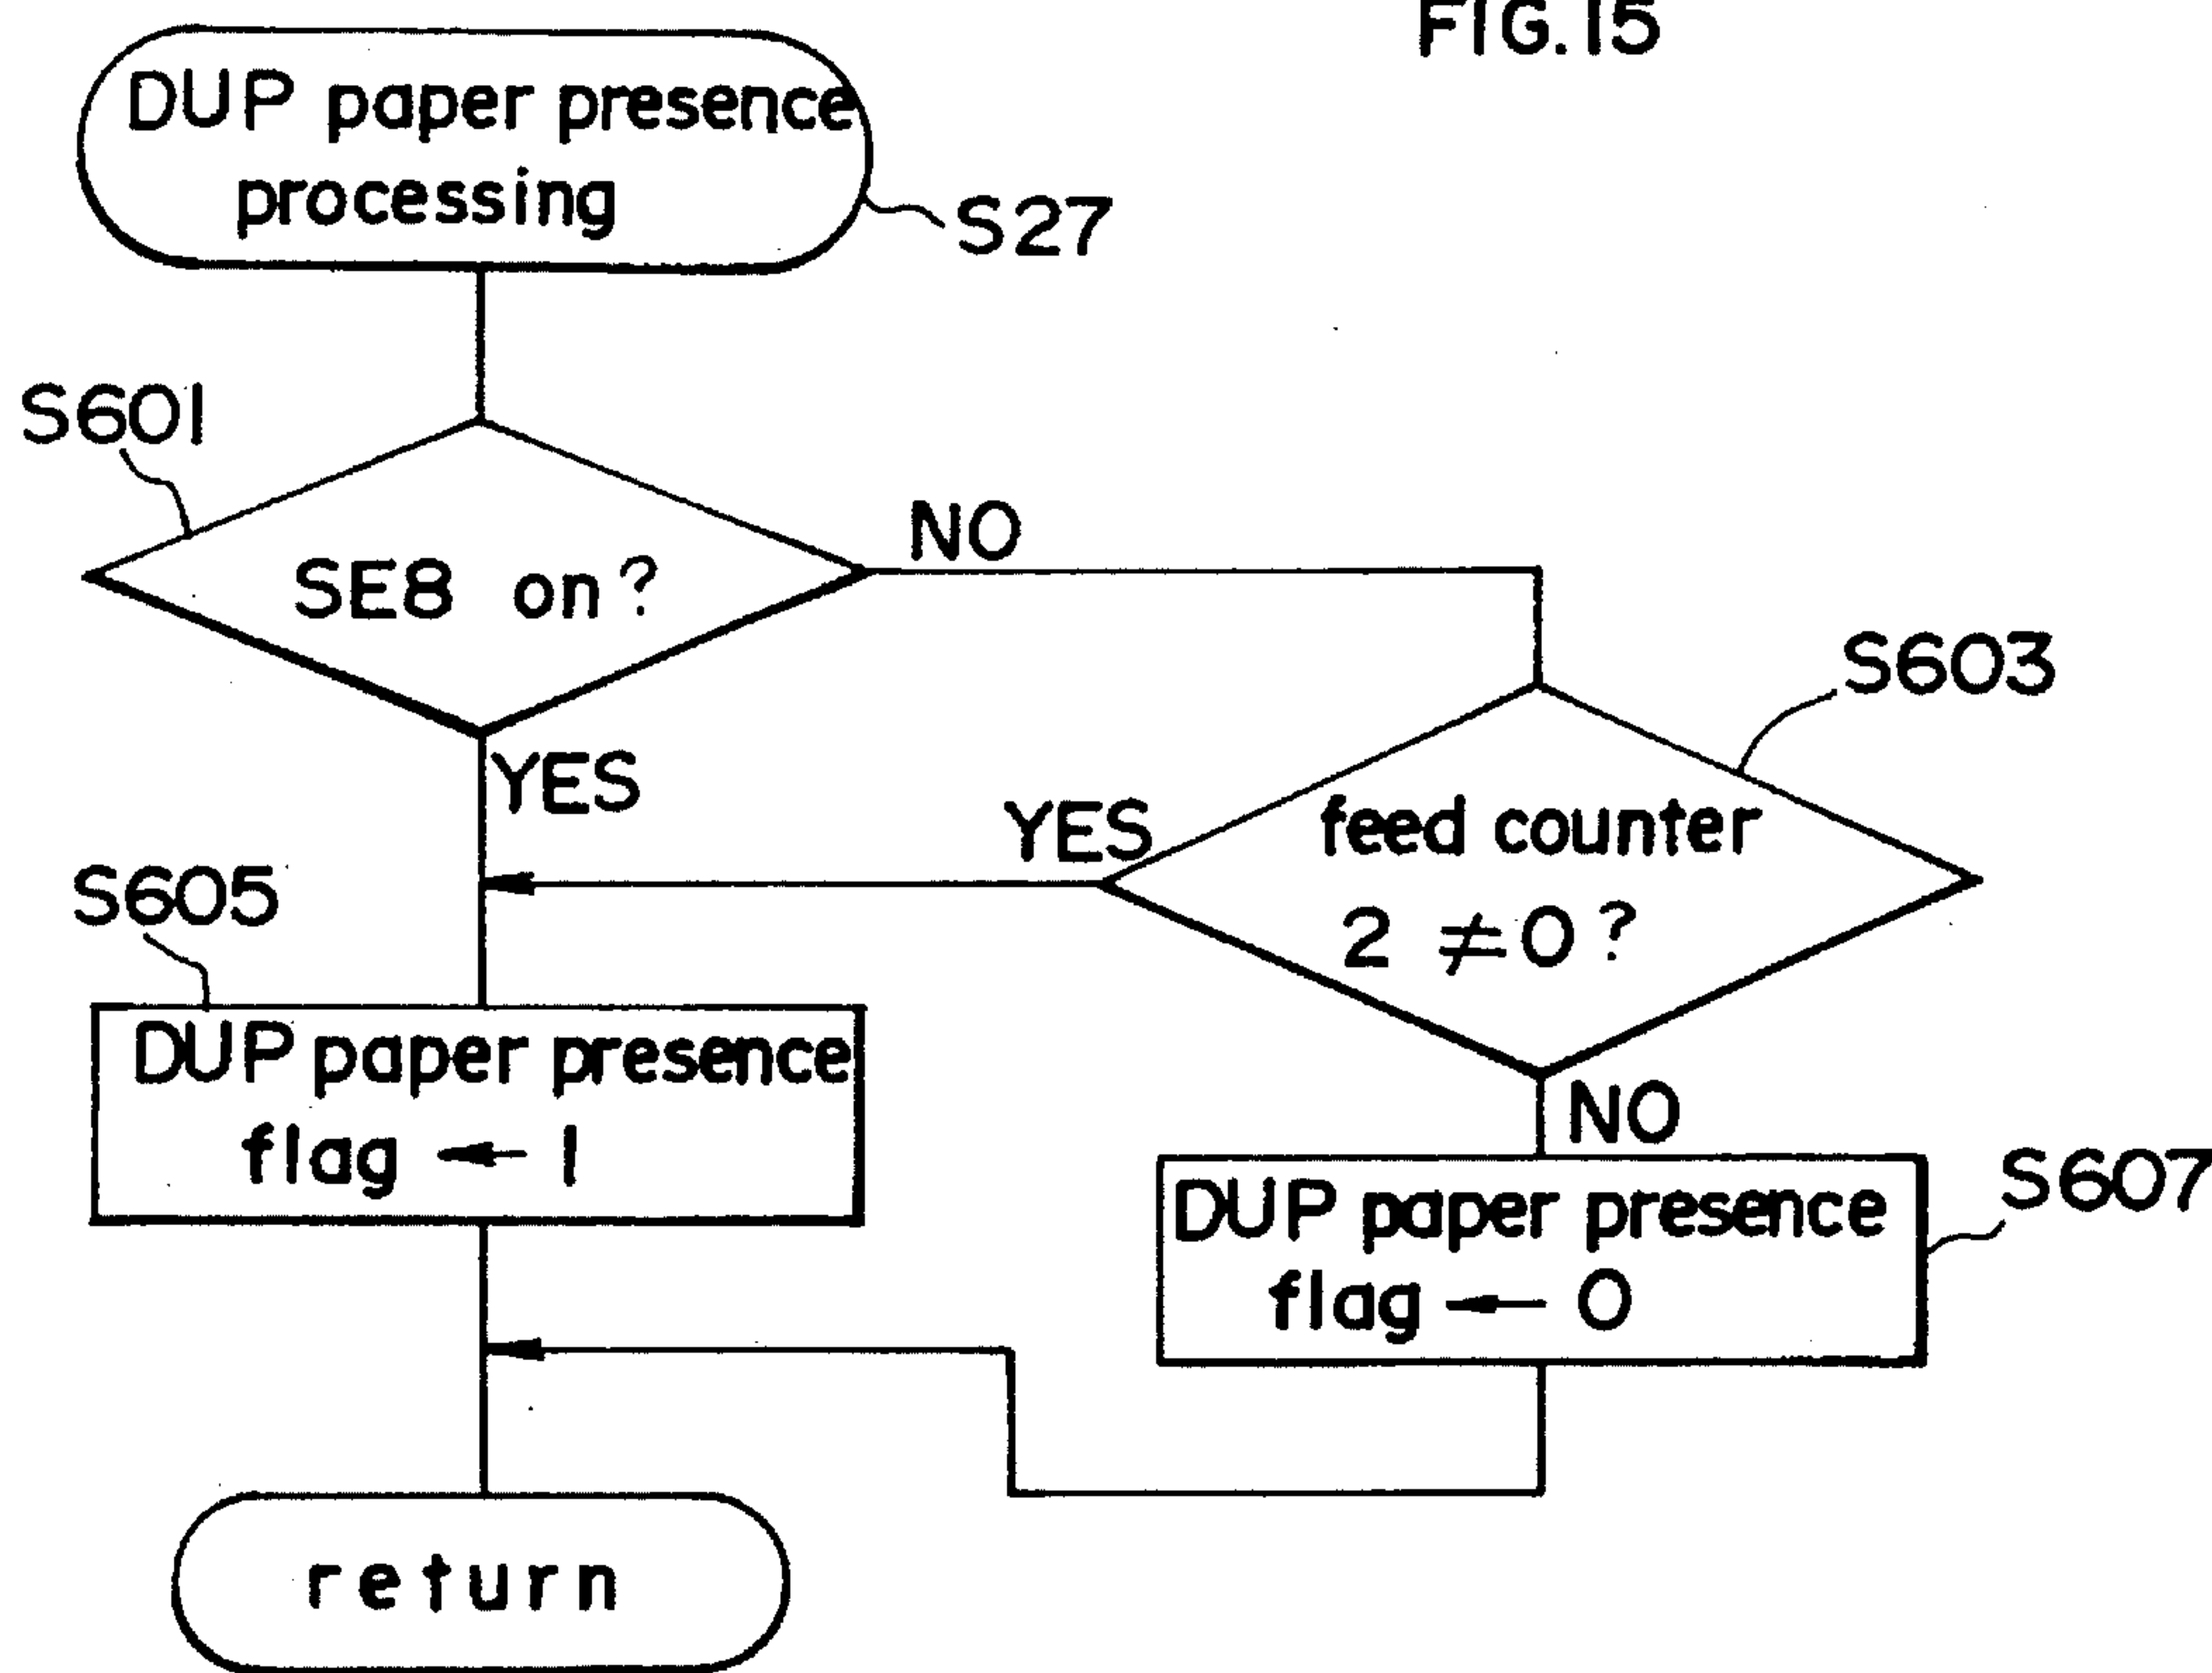 FIG.15
DUP paper presence
processing
S27
S601
SE8 on?
NO
YES
S603
feed counter
2 ≠ 0?
YES
NO
S605
DUP paper presence
flag ← 1
S607
DUP paper presence
flag ← 0
return